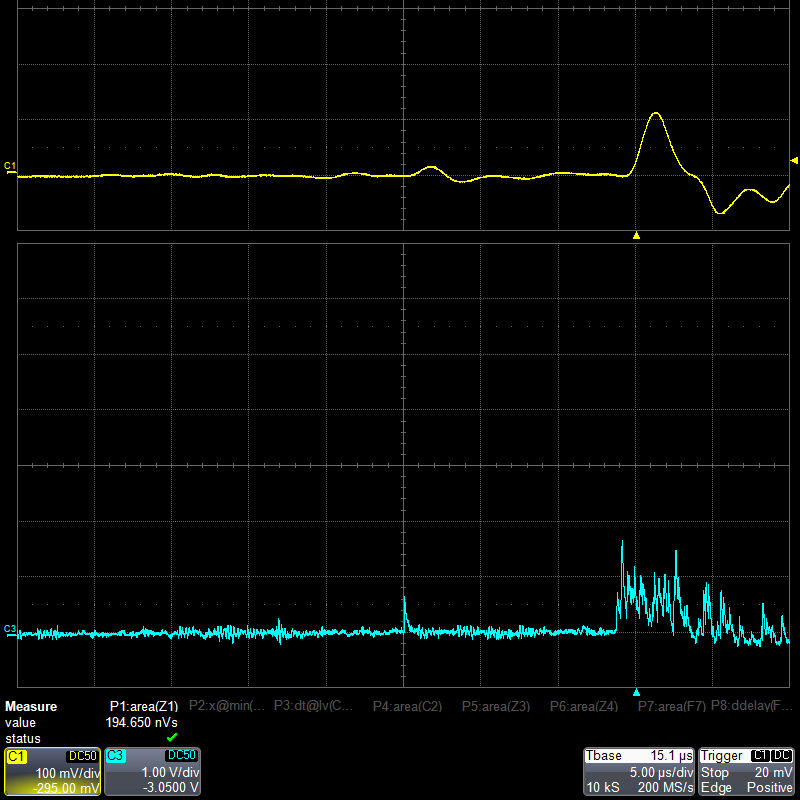 C1
C3
Measure P1:area(Z1) P2:x@min(... P3:dt@lv(C... P4:area(C2) P5:area(Z3) P6:area(Z4) P7:area(F7) P8:ddelay(F...
value 194.650 nVs
status
C1 DC50
100 mV/div
-295.00 mV
C3 DC50
1.00 V/div
-3.0500 V
Tbase 15.1 µs
5.00 µs/div
10 kS 200 MS/s
Trigger C1 DC
Stop 20 mV
Edge Positive